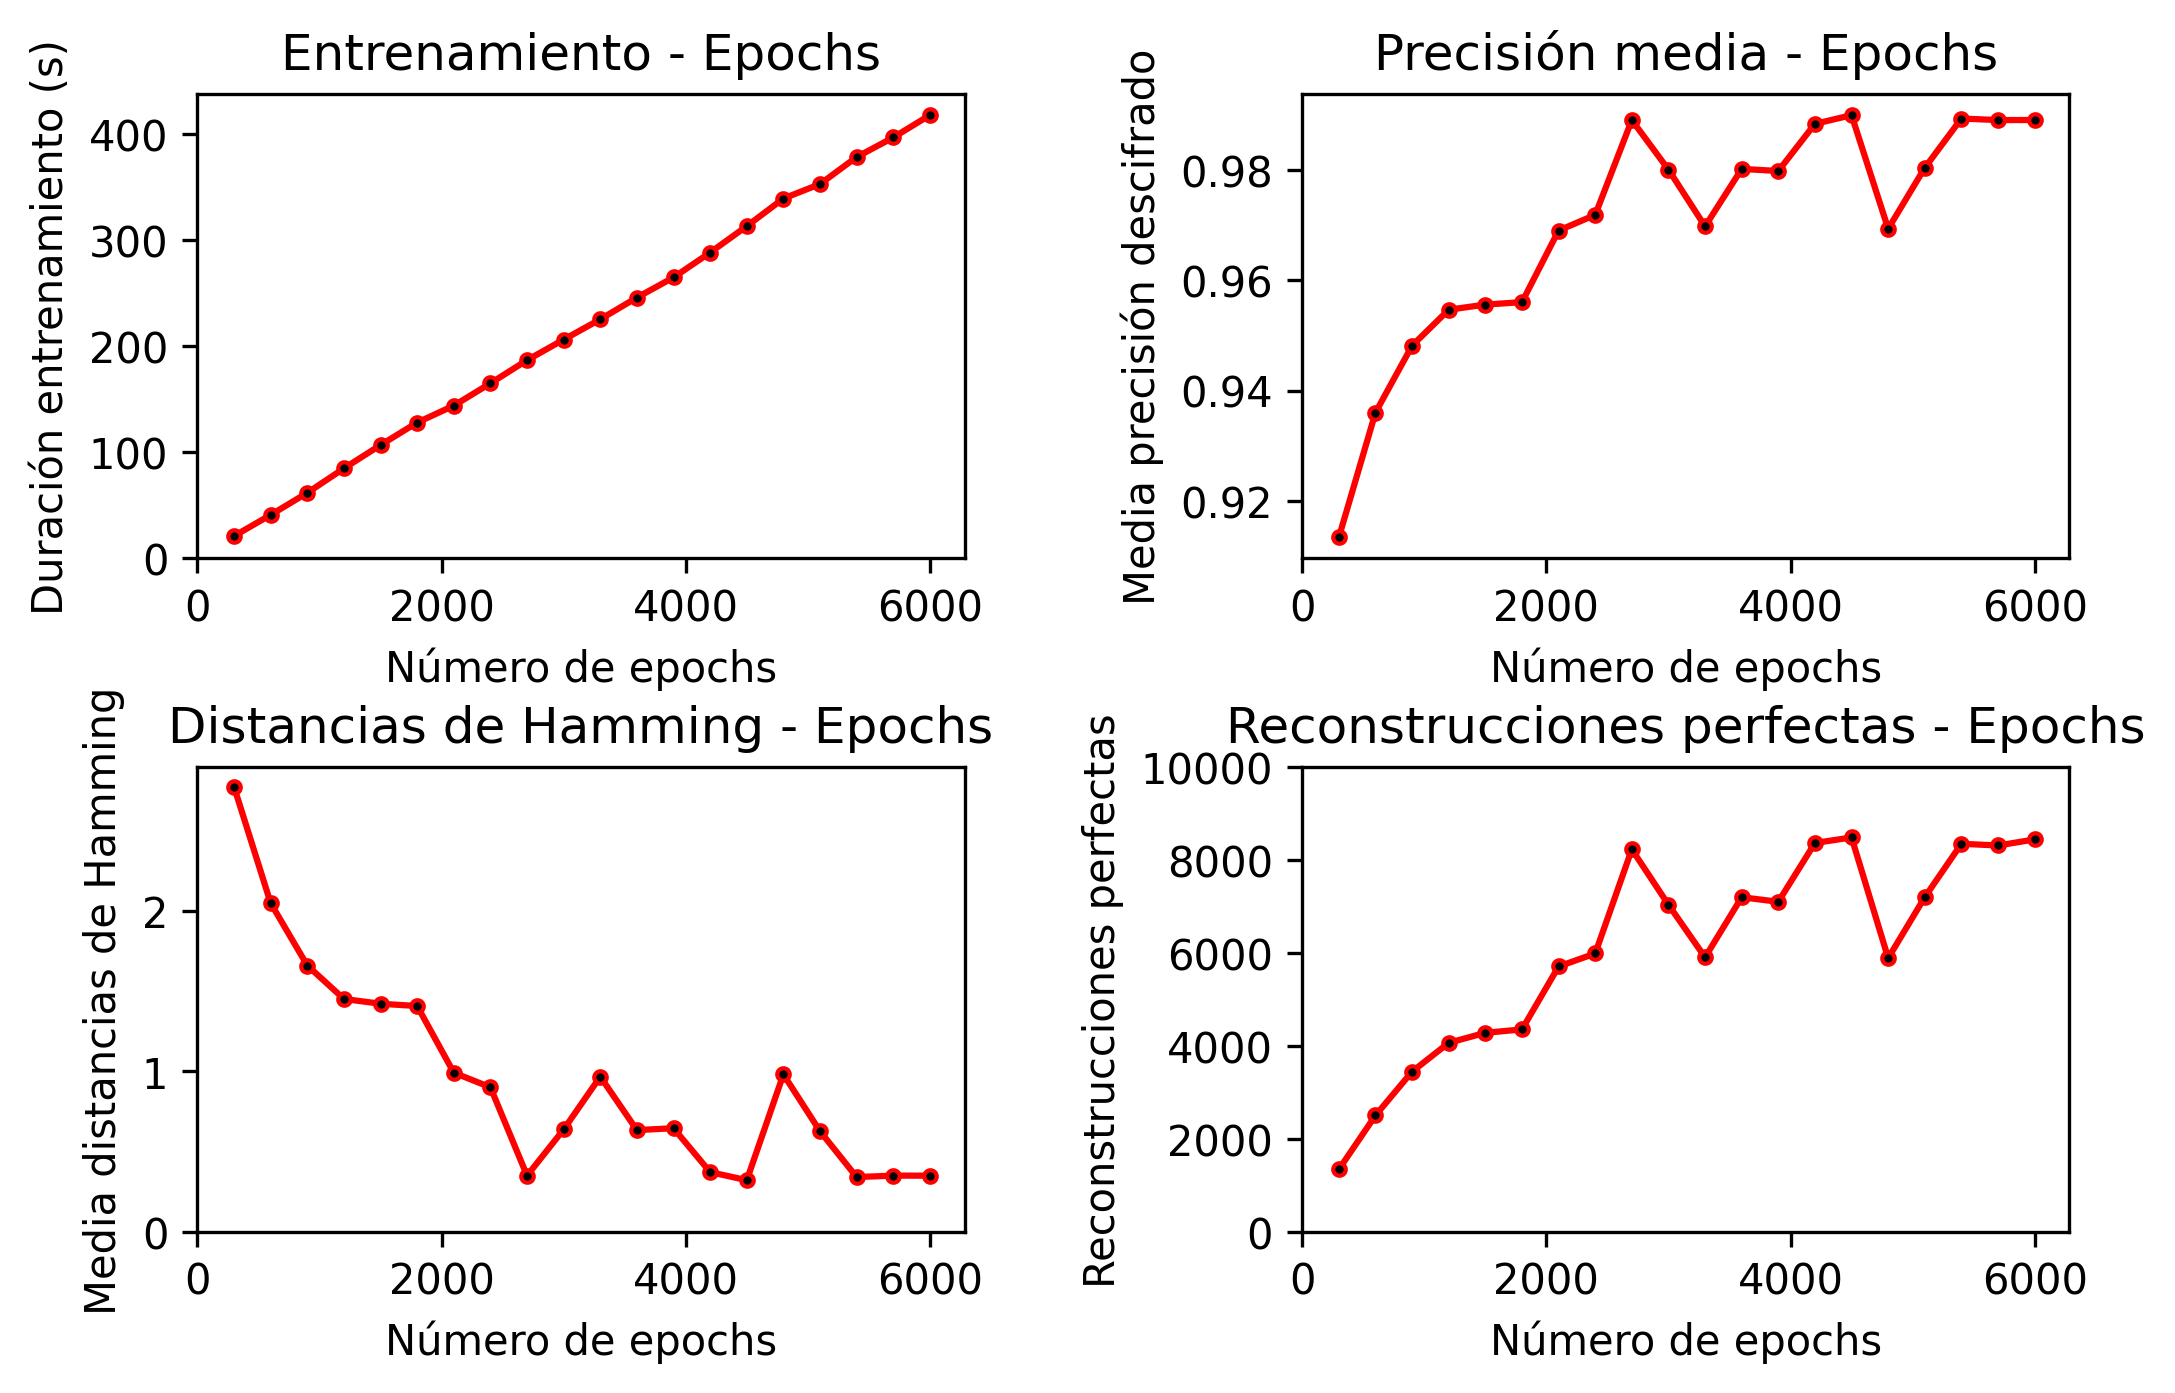 Entrenamiento - Epochs
Duración entrenamiento (s)
400
300
200
100
0
0 2000 4000 6000
Número de epochs
Precisión media - Epochs
Media precisión descifrado
0.98
0.96
0.94
0.92
0 2000 4000 6000
Número de epochs
Distancias de Hamming - Epochs
Media distancias de Hamming
2
1
0
0 2000 4000 6000
Número de epochs
Reconstrucciones perfectas - Epochs
Reconstrucciones perfectas
10000
8000
6000
4000
2000
0
0 2000 4000 6000
Número de epochs